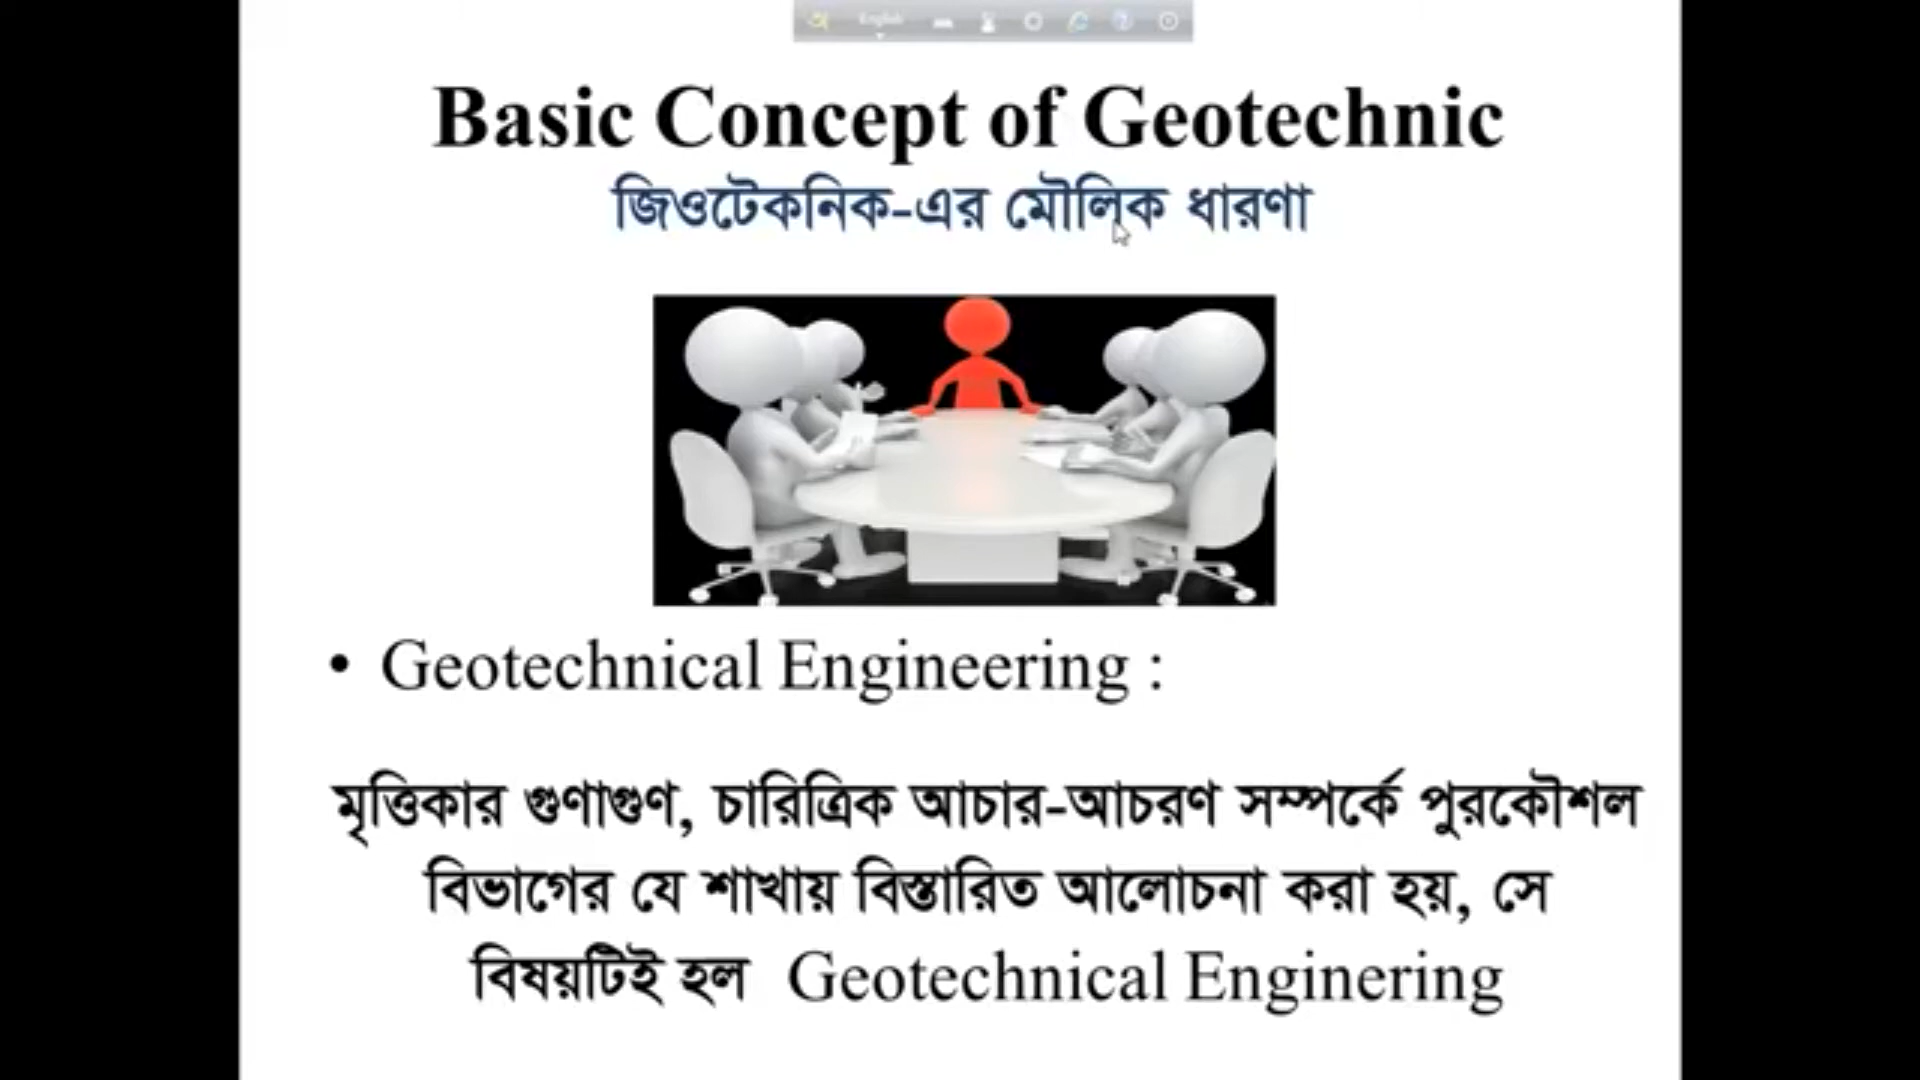 English
Basic Concept of Geotechnic
জিওটেকনিক-এর মৌলিক ধারণা
• Geotechnical Engineering :
মৃত্তিকার গুণাগুণ, চারিত্রিক আচার-আচরণ সম্পর্কে পুরকৌশল
বিভাগের যে শাখায় বিস্তারিত আলোচনা করা হয়, সে
বিষয়টিই হল Geotechnical Enginering